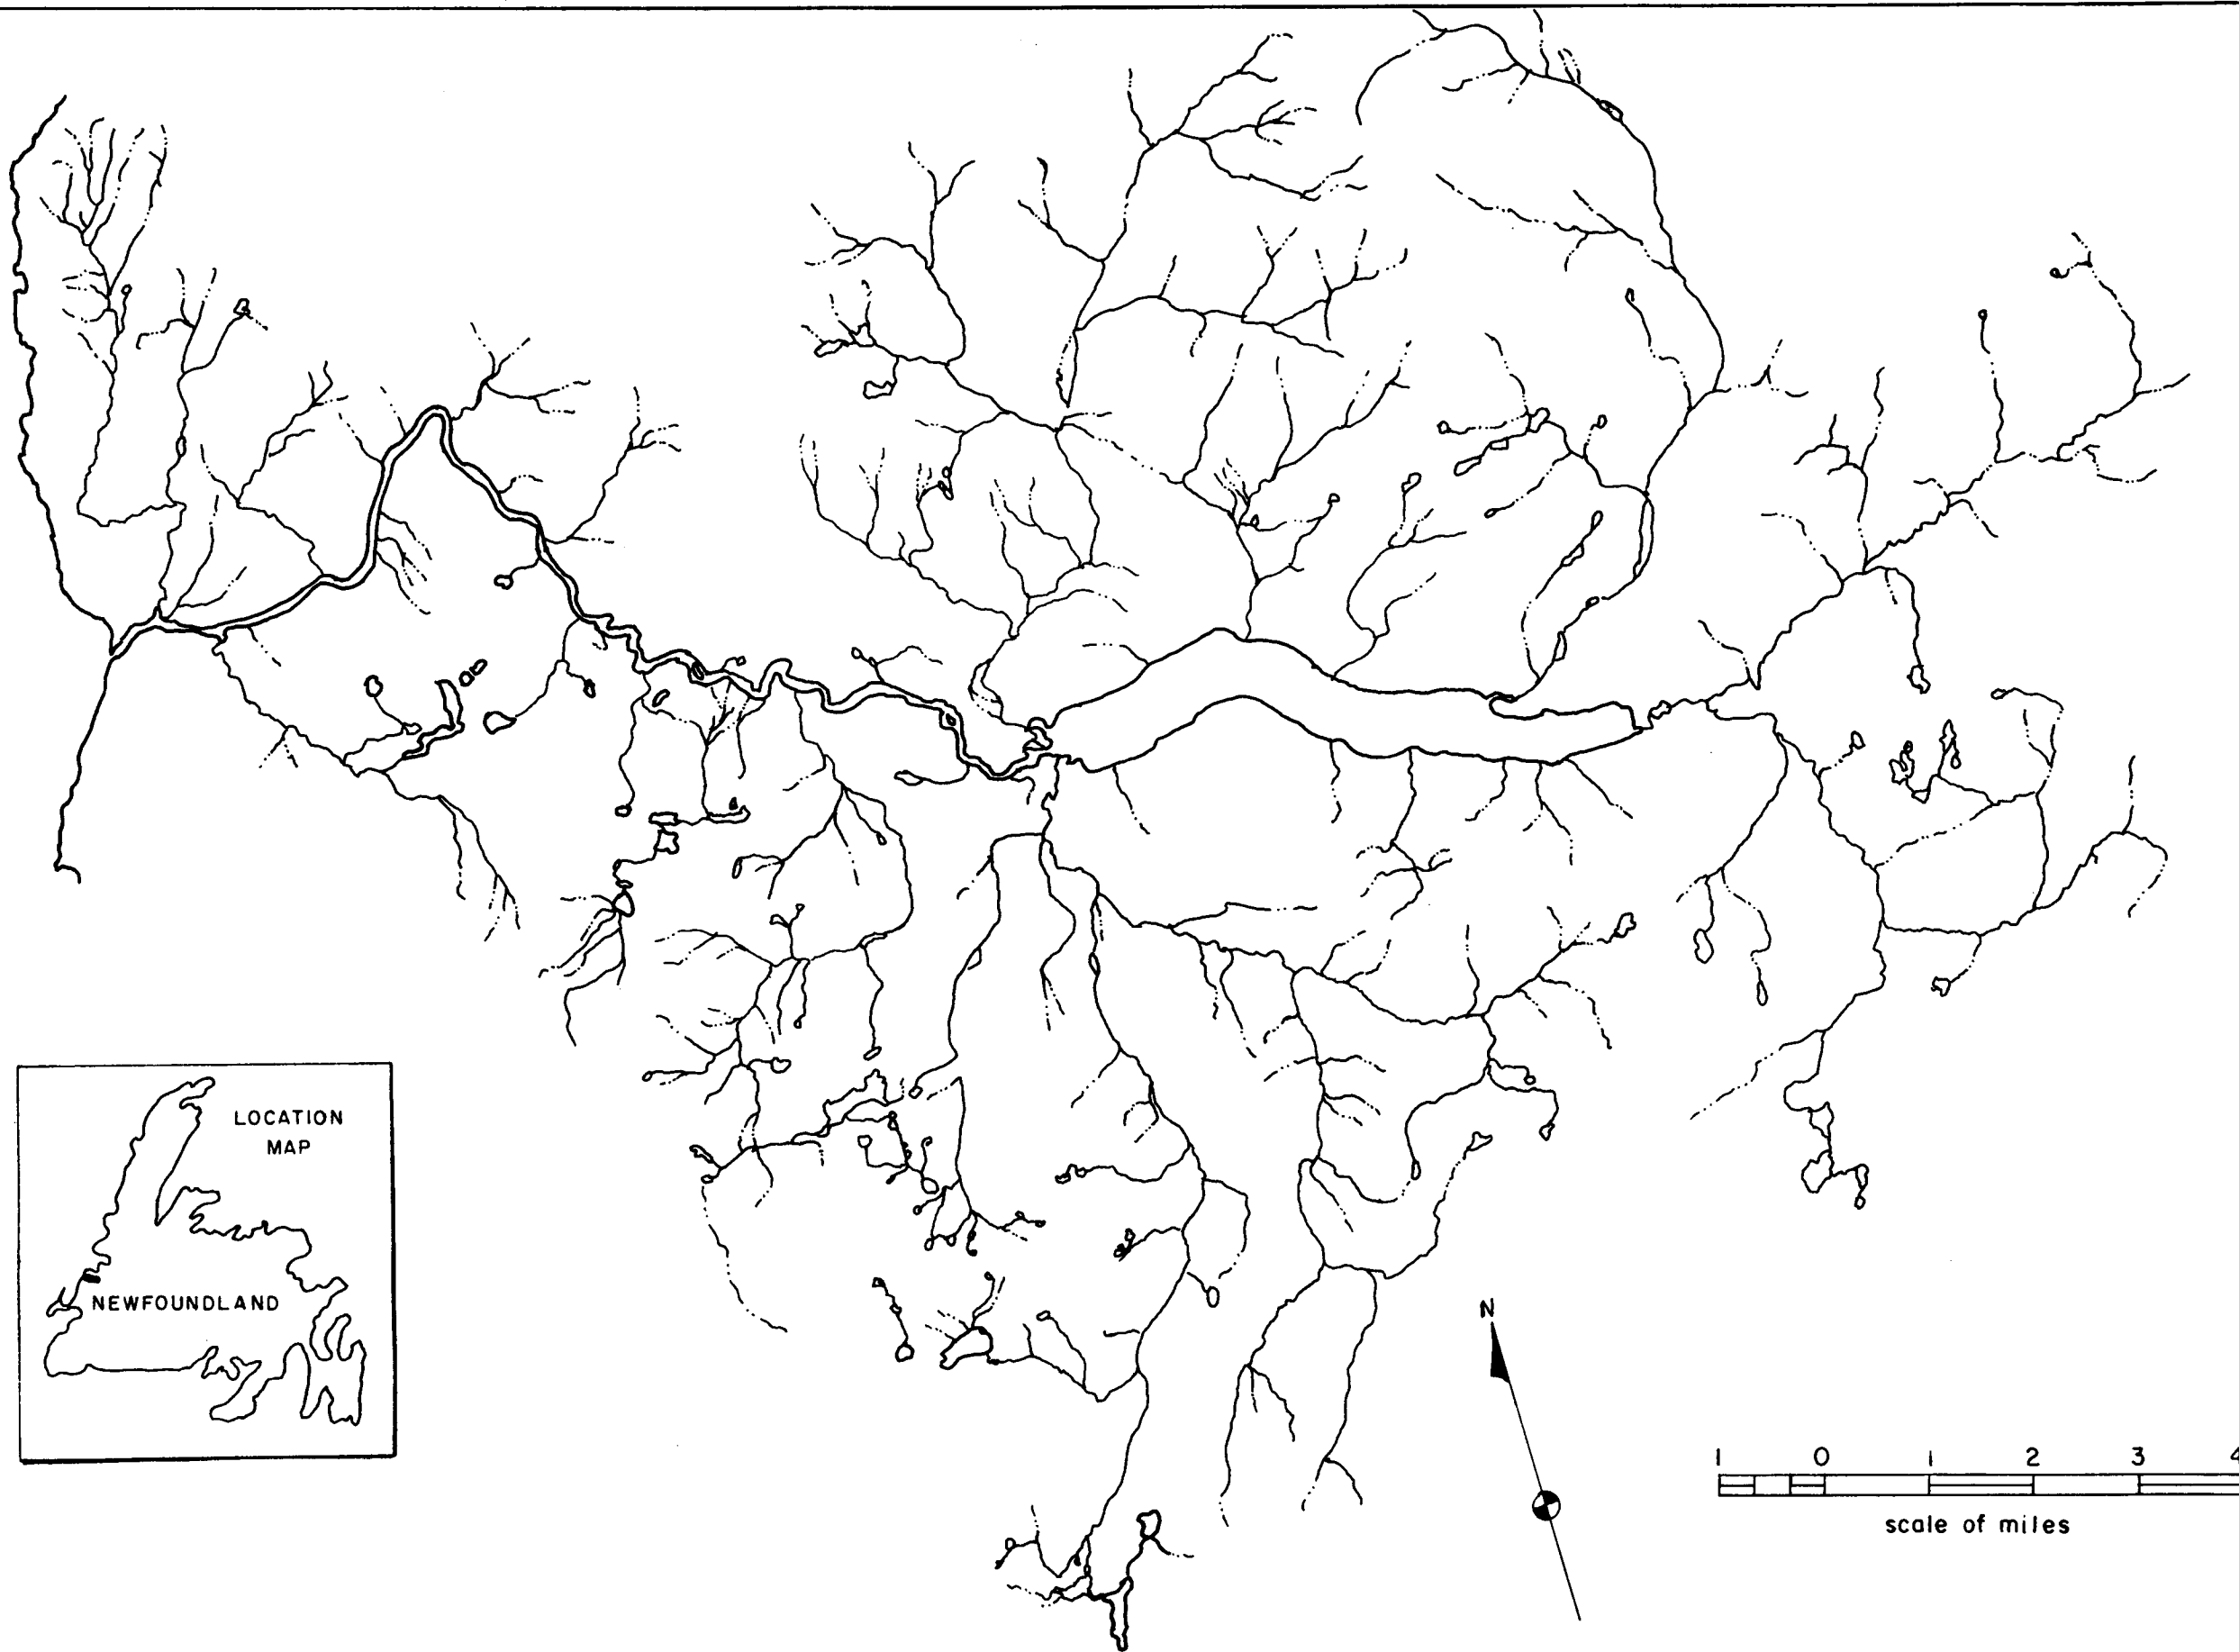 LOCATION
MAP
NEWFOUNDLAND
N
1 0 1 2 3 4
scale of miles